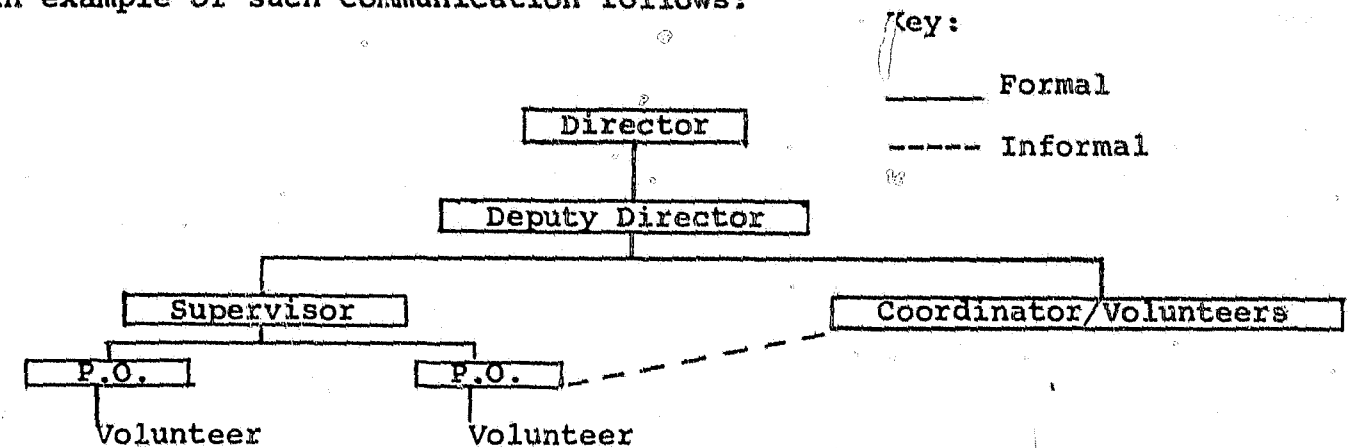 an example of such communication follows:
Key:
Formal
Informal
Director
Deputy Director
Supervisor
Coordinator/Volunteers
P.O.
P.O.
Volunteer
Volunteer